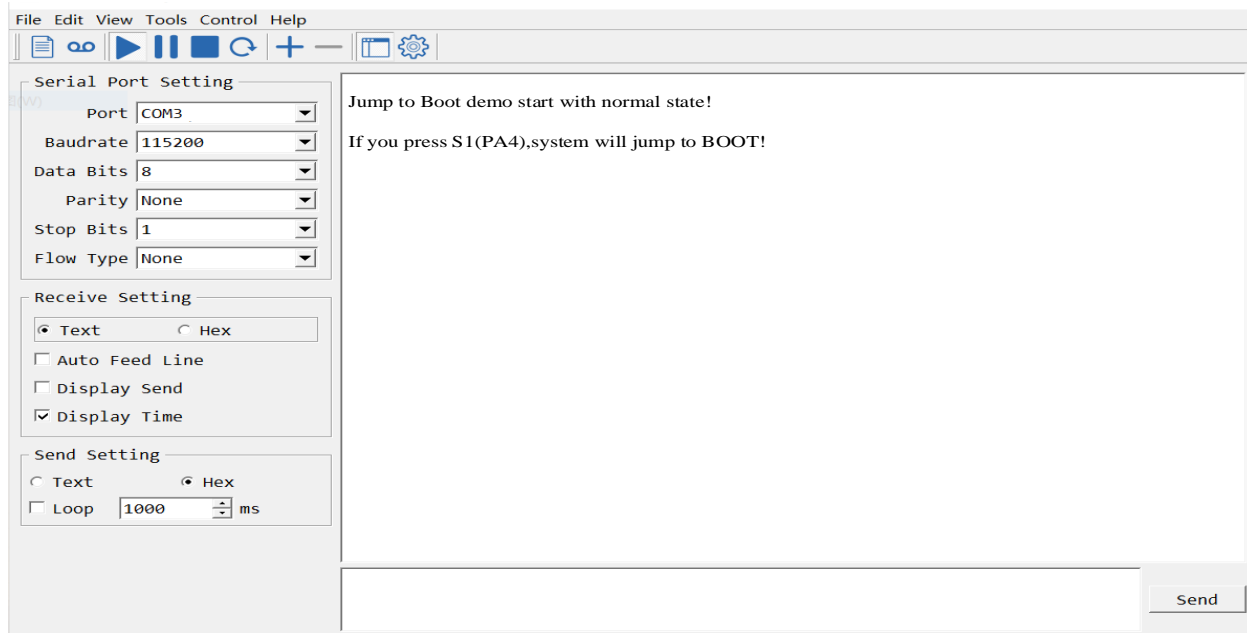 File Edit View Tools Control Help
Serial Port Setting
Port COM3
Baudrate 115200
Data Bits 8
Parity None
Stop Bits 1
Flow Type None
Receive Setting
Text Hex
Auto Feed Line
Display Send
Display Time
Send Setting
Text Hex
Loop 1000 ms
Jump to Boot demo start with normal state!
If you press S1(PA4),system will jump to BOOT!
Send